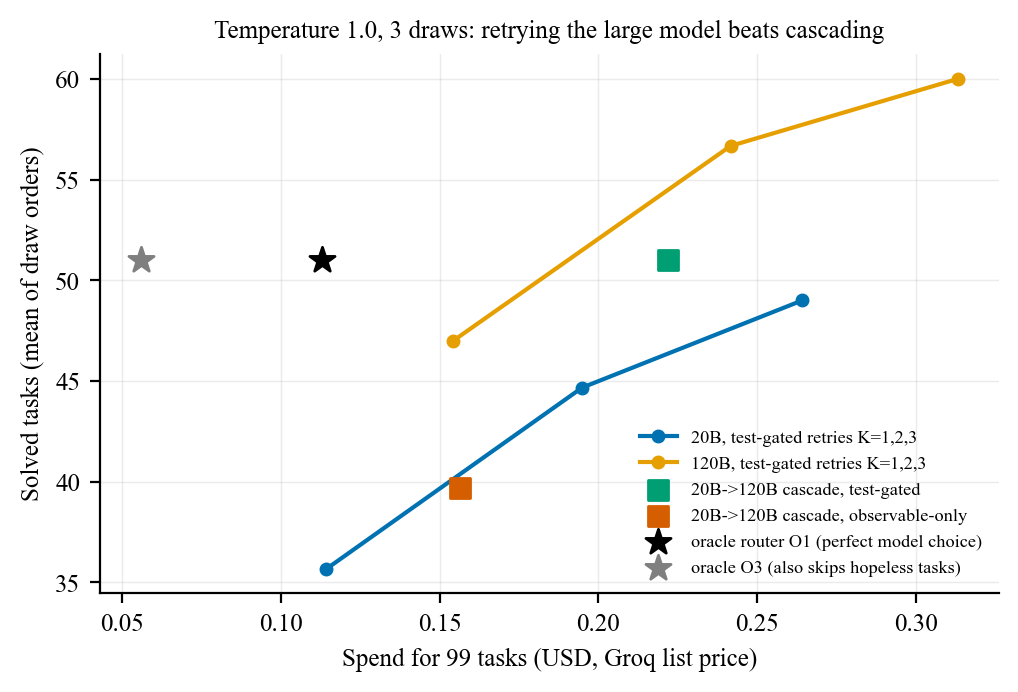 Temperature 1.0, 3 draws: retrying the large model beats cascading
Solved tasks (mean of draw orders)
60
55
50
45
40
35
20B, test-gated retries K=1,2,3
120B, test-gated retries K=1,2,3
20B->120B cascade, test-gated
20B->120B cascade, observable-only
oracle router O1 (perfect model choice)
oracle O3 (also skips hopeless tasks)
0.05 0.10 0.15 0.20 0.25 0.30
Spend for 99 tasks (USD, Groq list price)